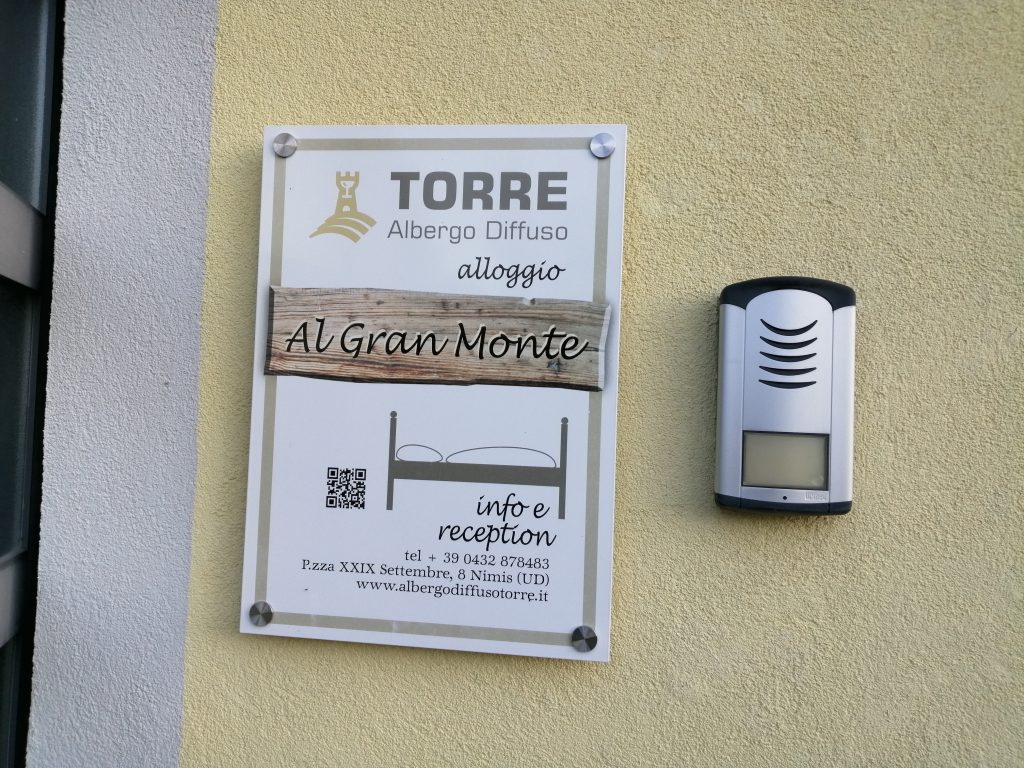 TORRE
Albergo Diffuso
alloggio
Al Gran Monte
info e
reception
tel + 39 0432 878483
P.zza XXIX Settembre, 8 Nimis (UD)
www.albergodiffusotorre.it